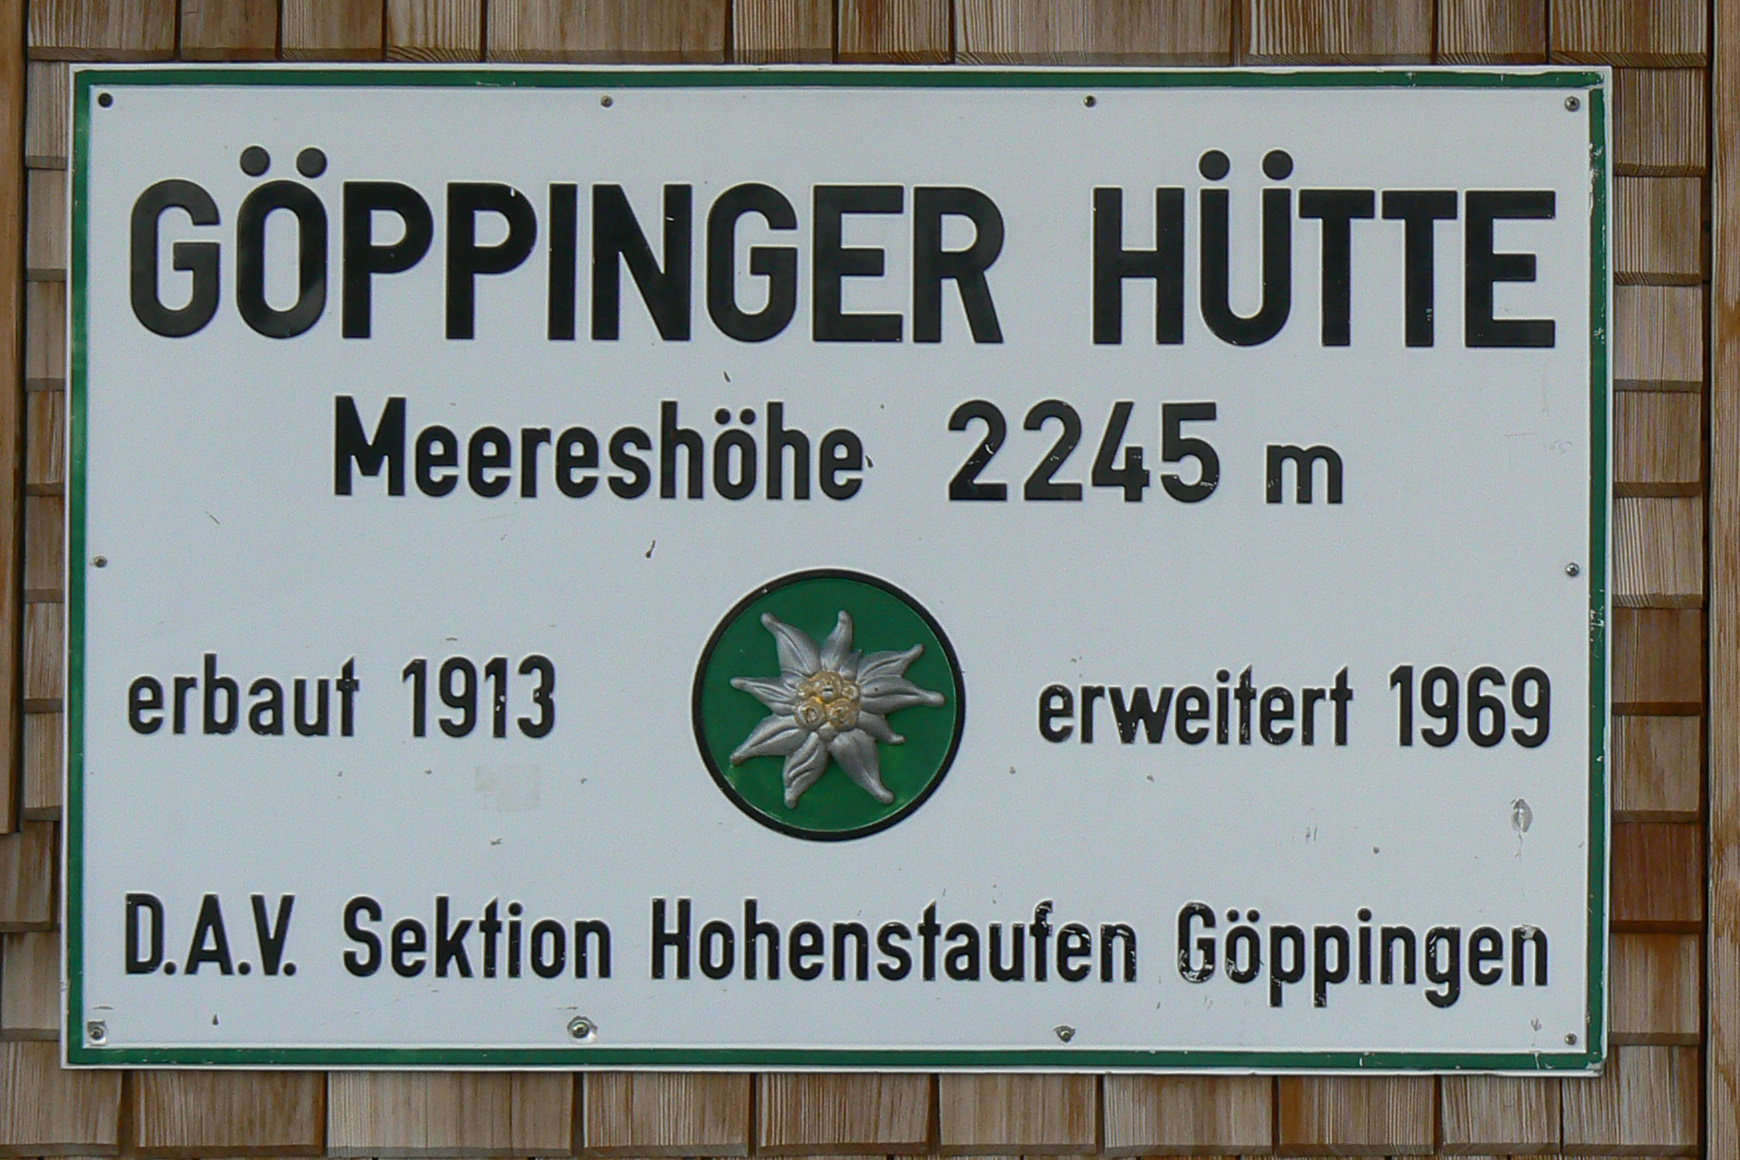 GÖPPINGER HÜTTE
Meereshöhe 2245 m
erbaut 1913 erweitert 1969
D.A.V. Sektion Hohenstaufen Göppingen